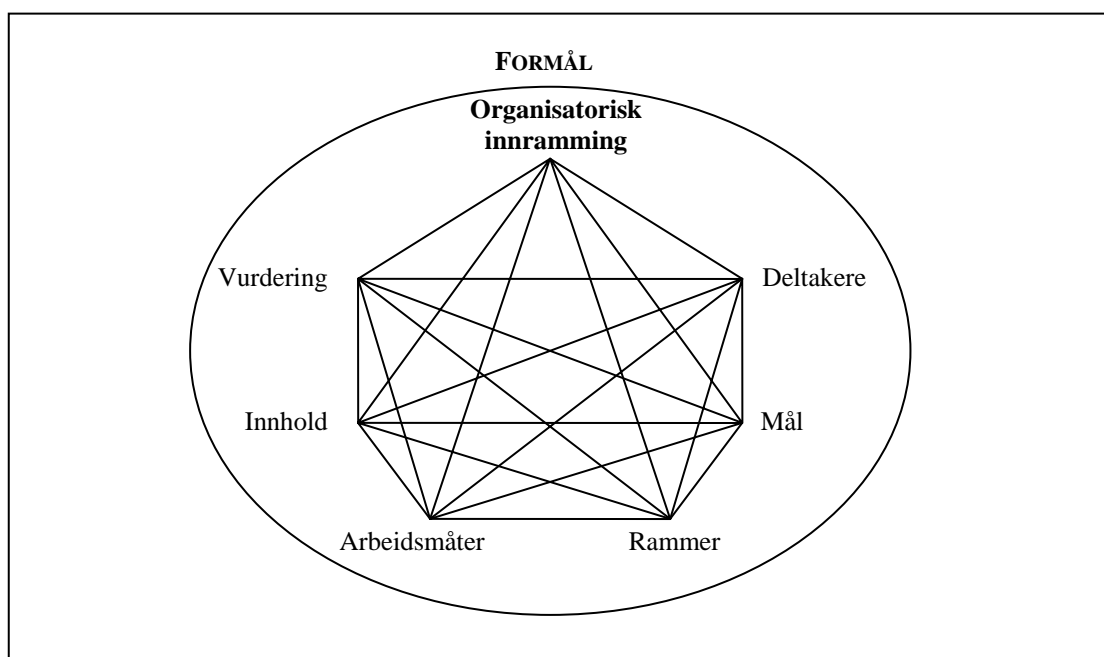 FORMÅL
Organisatorisk
innramming
Vurdering
Deltakere
Innhold
Mål
Arbeidsmåter
Rammer